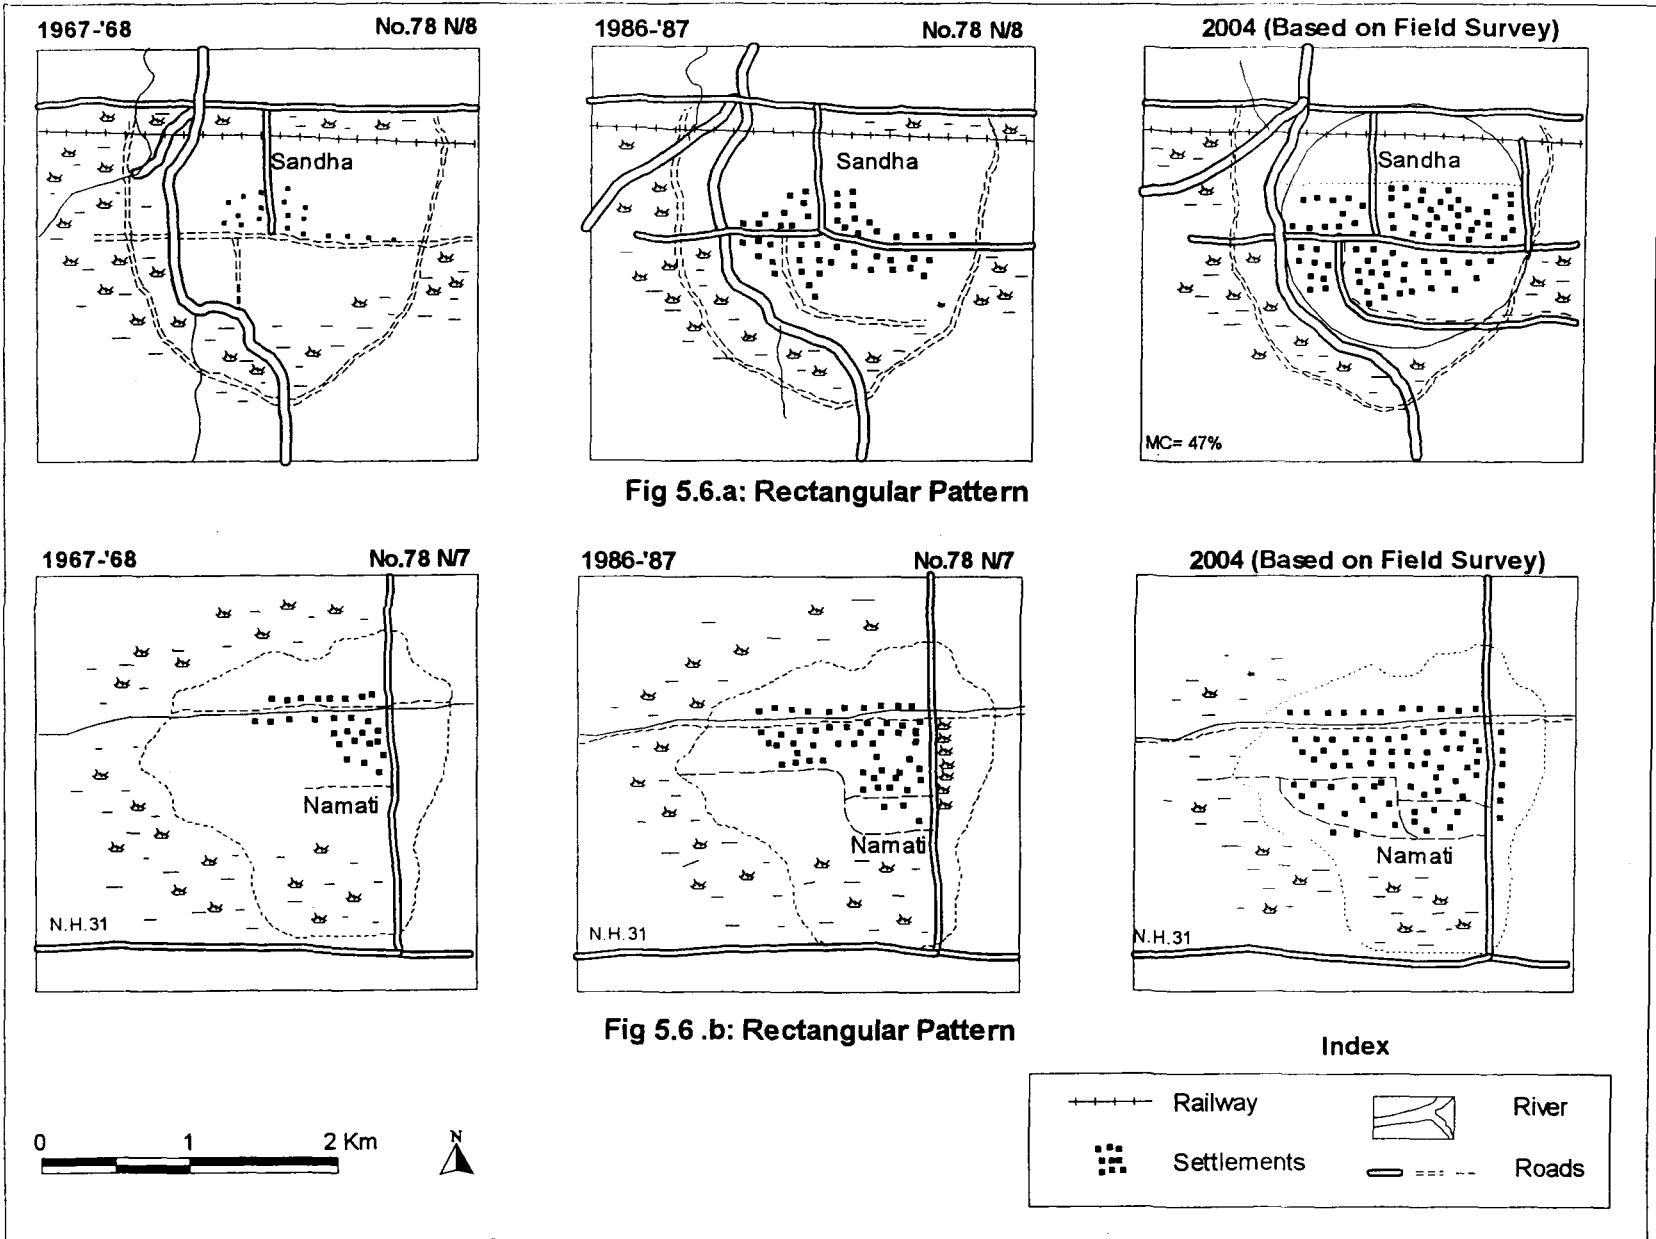 1967-'68 No.78 N/8 1986-'87 No.78 N/8 2004 (Based on Field Survey)
Sandha Sandha Sandha
MC= 47%
Fig 5.6.a: Rectangular Pattern
1967-'68 No.78 N/7 1986-'87 No.78 N/7 2004 (Based on Field Survey)
Namati Namati Namati
N.H.31 N.H.31 N.H.31
Fig 5.6 .b: Rectangular Pattern
Index
Railway River
Settlements Roads
0 1 2 Km N